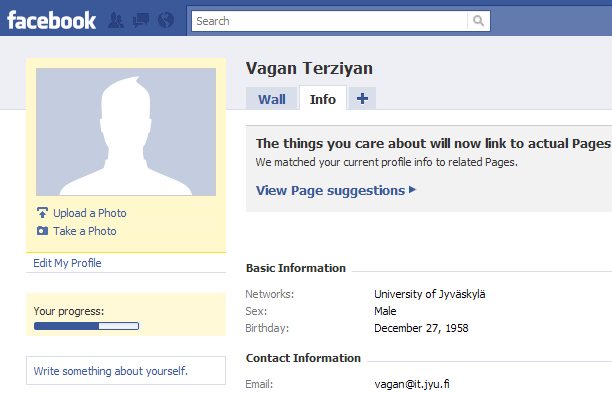 facebook
Search
Vagan Terziyan
Wall
Info
+
The things you care about will now link to actual Pages
We matched your current profile info to related Pages.
View Page suggestions
Upload a Photo
Take a Photo
Edit My Profile
Basic Information
Your progress:
Networks: University of Jyväskylä
Sex: Male
Birthday: December 27, 1958
Contact Information
Write something about yourself.
Email: vagan@it.jyu.fi